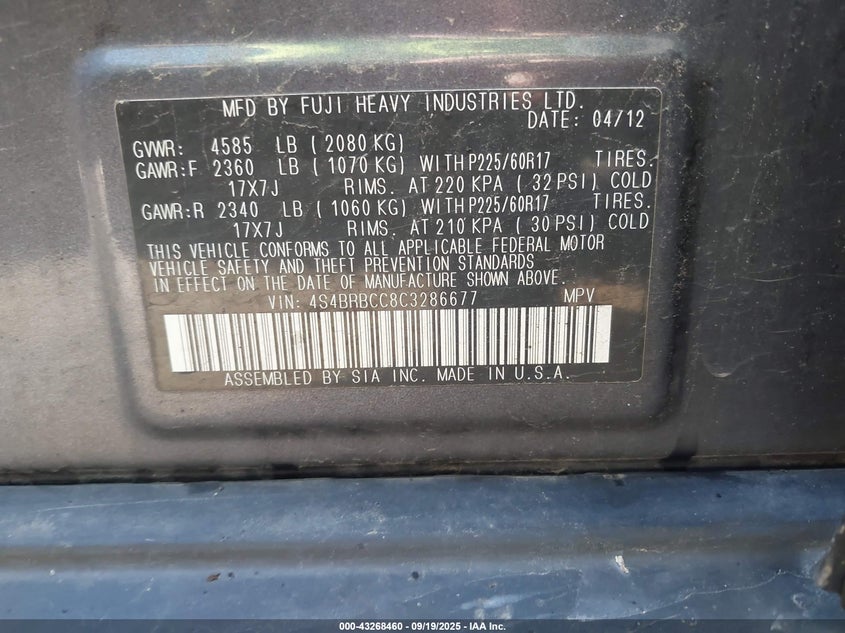 MFD BY FUJI HEAVY INDUSTRIES LTD.
DATE: 04/12
GVWR: 4585 LB ( 2080 KG)
GAWR:F 2360 LB ( 1070 KG) WITH P225/60R17 TIRES.
17X7J RIMS. AT 220 KPA ( 32 PSI) COLD
GAWR:R 2340 LB ( 1060 KG) WITH P225/60R17 TIRES.
17X7J RIMS. AT 210 KPA ( 30 PSI) COLD
THIS VEHICLE CONFORMS TO ALL APPLICABLE FEDERAL MOTOR
VEHICLE SAFETY AND THEFT PREVENTION STANDARDS
IN EFFECT ON THE DATE OF MANUFACTURE SHOWN ABOVE.
VIN: 4S4BRBCC8C3286677 MPV
ASSEMBLED BY SIA INC. MADE IN U.S.A.
000-43268460 - 09/19/2025 - IAA Inc.